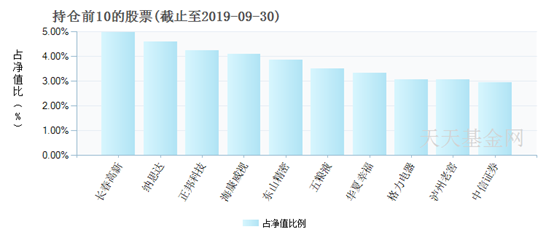 持仓前10的股票(截止至2019-09-30)
占净值比(%)
5.00%
4.00%
3.00%
2.00%
1.00%
0.00%
长春高新
纳思达
正邦科技
海康威视
东山精密
五粮液
华夏幸福
格力电器
泸州老窖
中信证券
天天基金网
占净值比例